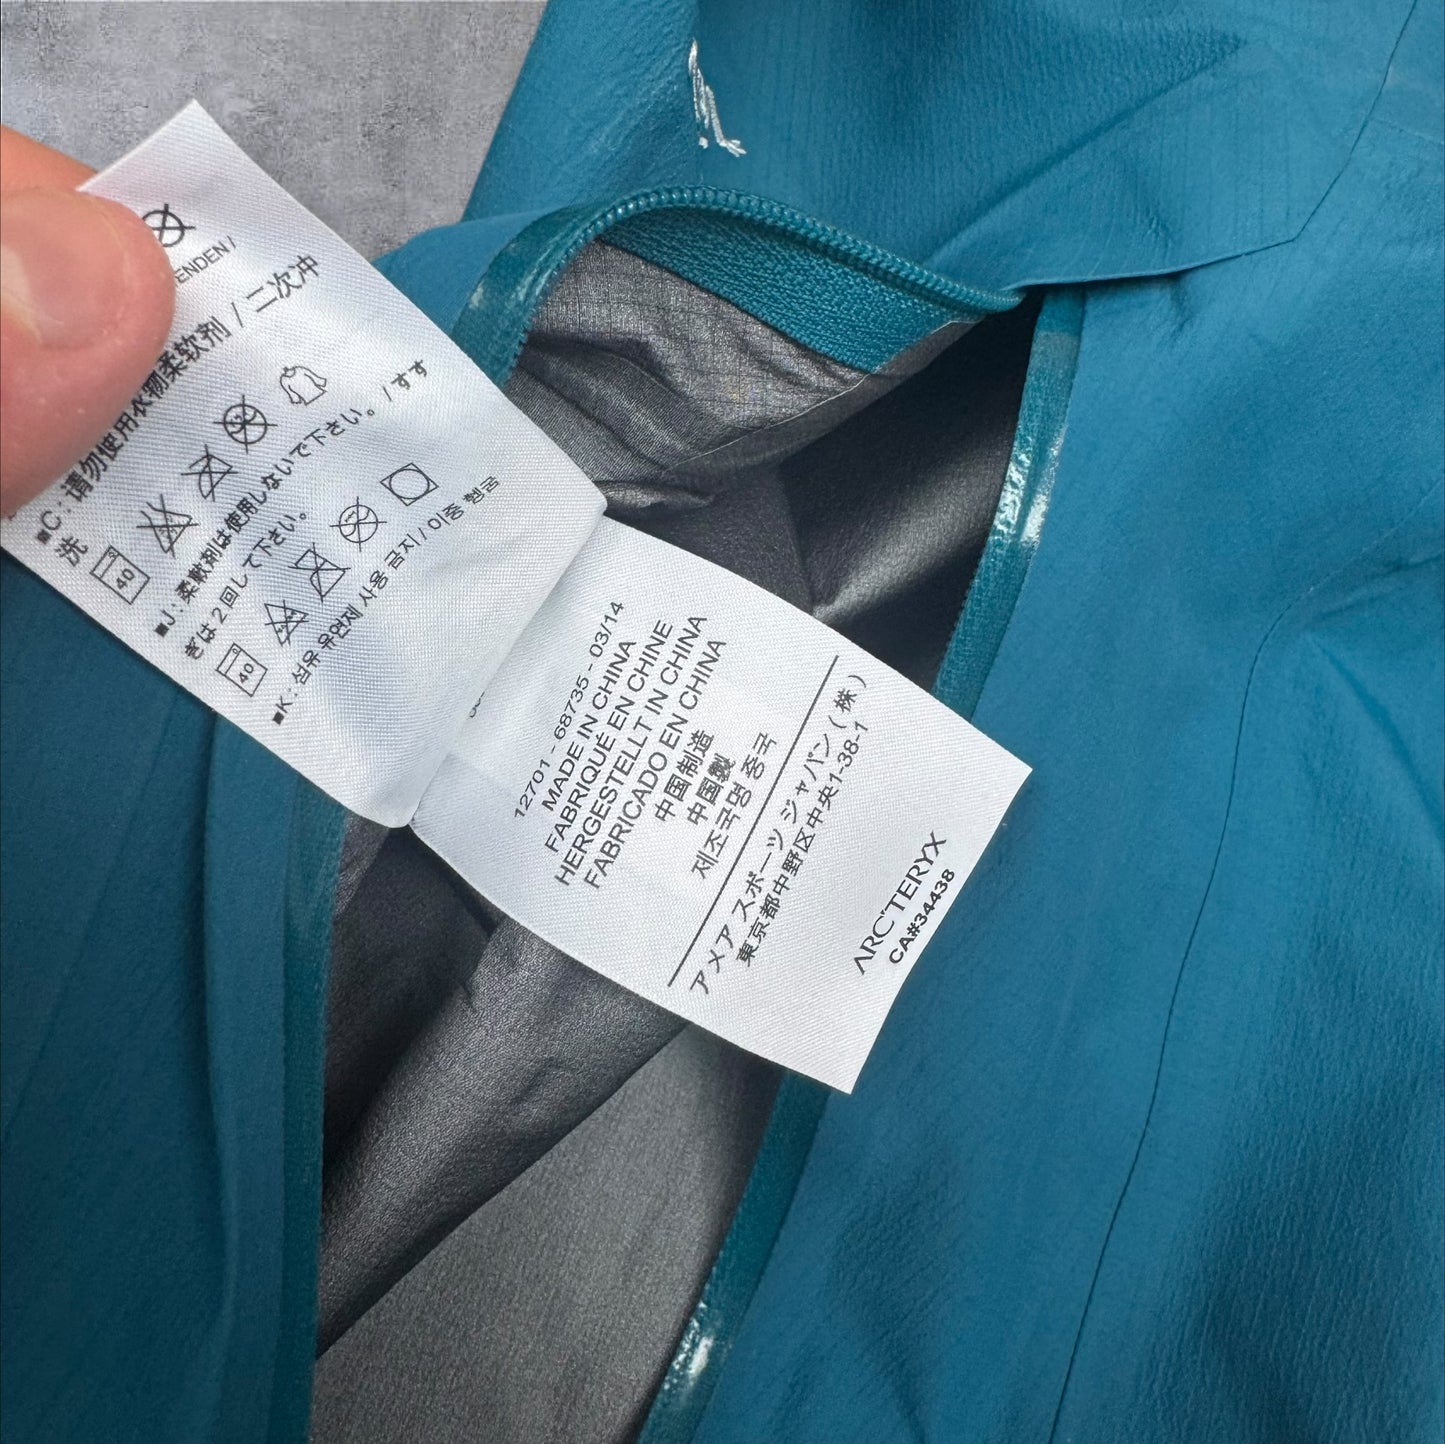 ENDEN /
■C : 请勿使用衣物柔软剂 / 二次冲
洗
40
■J : 柔軟剤は使用しないで下さい。 / すす
ぎは２回して下さい。
40
■K : 섬유 유연제 사용 금지 / 이중 헹굼
12701 - 68735 - 03/14
MADE IN CHINA
FABRIQUÉ EN CHINE
HERGESTELLT IN CHINA
FABRICADO EN CHINA
中国制造
中国製
제조국명 중국
アメア スポーツ ジャパン ( 株 )
東京都中野区中央1-38-1
ARC'TERYX
CA#34438